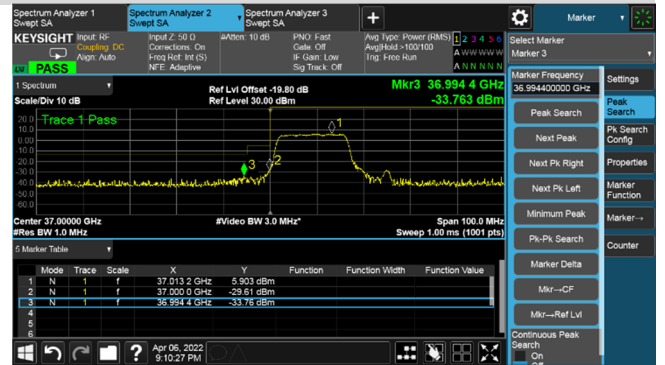 Spectrum Analyzer 1
Swept SA
Spectrum Analyzer 2
Swept SA
Spectrum Analyzer 3
Swept SA
Marker
KEYSIGHT
Input: RF
Coupling: DC
Align: Auto
Input Z: 50 Ω
Corrections: On
Freq Ref: Int (S)
NFE: Adaptive
#Atten: 10 dB
PNO: Fast
Gate: Off
IF Gain: Low
Sig Track: Off
Avg Type: Power (RMS)
Avg|Hold:>100/100
Trig: Free Run
1 2 3 4 5 6
A W W W W W
A N N N N N
LV PASS
Select Marker
Marker 3
1 Spectrum
Scale/Div 10 dB
Ref Lvl Offset -19.80 dB
Ref Level 30.00 dBm
Mkr3 36.994 4 GHz
-33.763 dBm
Marker Frequency
36.994400000 GHz
Settings
Trace 1 Pass
20.0
10.0
0.00
-10.0
-20.0
-30.0
-40.0
-50.0
-60.0
1
2
3
Center 37.00000 GHz
#Res BW 1.0 MHz
#Video BW 3.0 MHz*
Span 100.0 MHz
Sweep 1.00 ms (1001 pts)
Peak Search
Next Peak
Next Pk Right
Next Pk Left
Minimum Peak
Pk-Pk Search
Marker Delta
Mkr→CF
Mkr→Ref Lvl
Continuous Peak
Search
On
Off
Peak
Search
Pk Search
Config
Properties
Marker
Function
Marker→
Counter
5 Marker Table
Mode Trace Scale X Y Function Function Width Function Value
1 N 1 f 37.013 2 GHz 5.903 dBm
2 N 1 f 37.000 0 GHz -29.61 dBm
3 N 1 f 36.994 4 GHz -33.76 dBm
4
5
6
?
Apr 06, 2022
9:10:27 PM